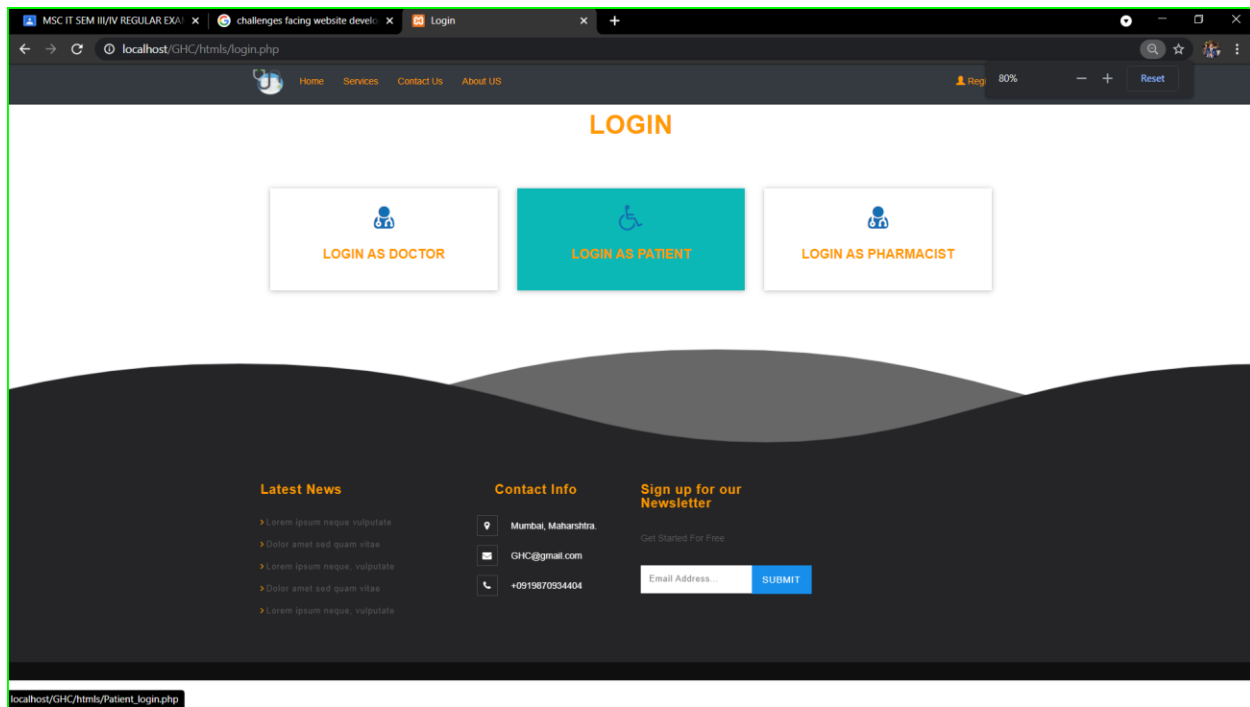 MSC IT SEM III/IV REGULAR EXAI
challenges facing website develo
Login
localhost/GHC/htmls/login.php
Home Services Contact Us About US
Regi
80% Reset
LOGIN
LOGIN AS DOCTOR
LOGIN AS PATIENT
LOGIN AS PHARMACIST
Latest News
Lorem ipsum neque vulputate
Dolor amet sed quam vitae
Lorem ipsum neque, vulputate
Dolor amet sed quam vitae
Lorem ipsum neque, vulputate
Contact Info
Mumbai, Maharshtra.
GHC@gmail.com
+0919870934404
Sign up for our
Newsletter
Get Started For Free
Email Address...
SUBMIT
localhost/GHC/htmls/Patient_login.php